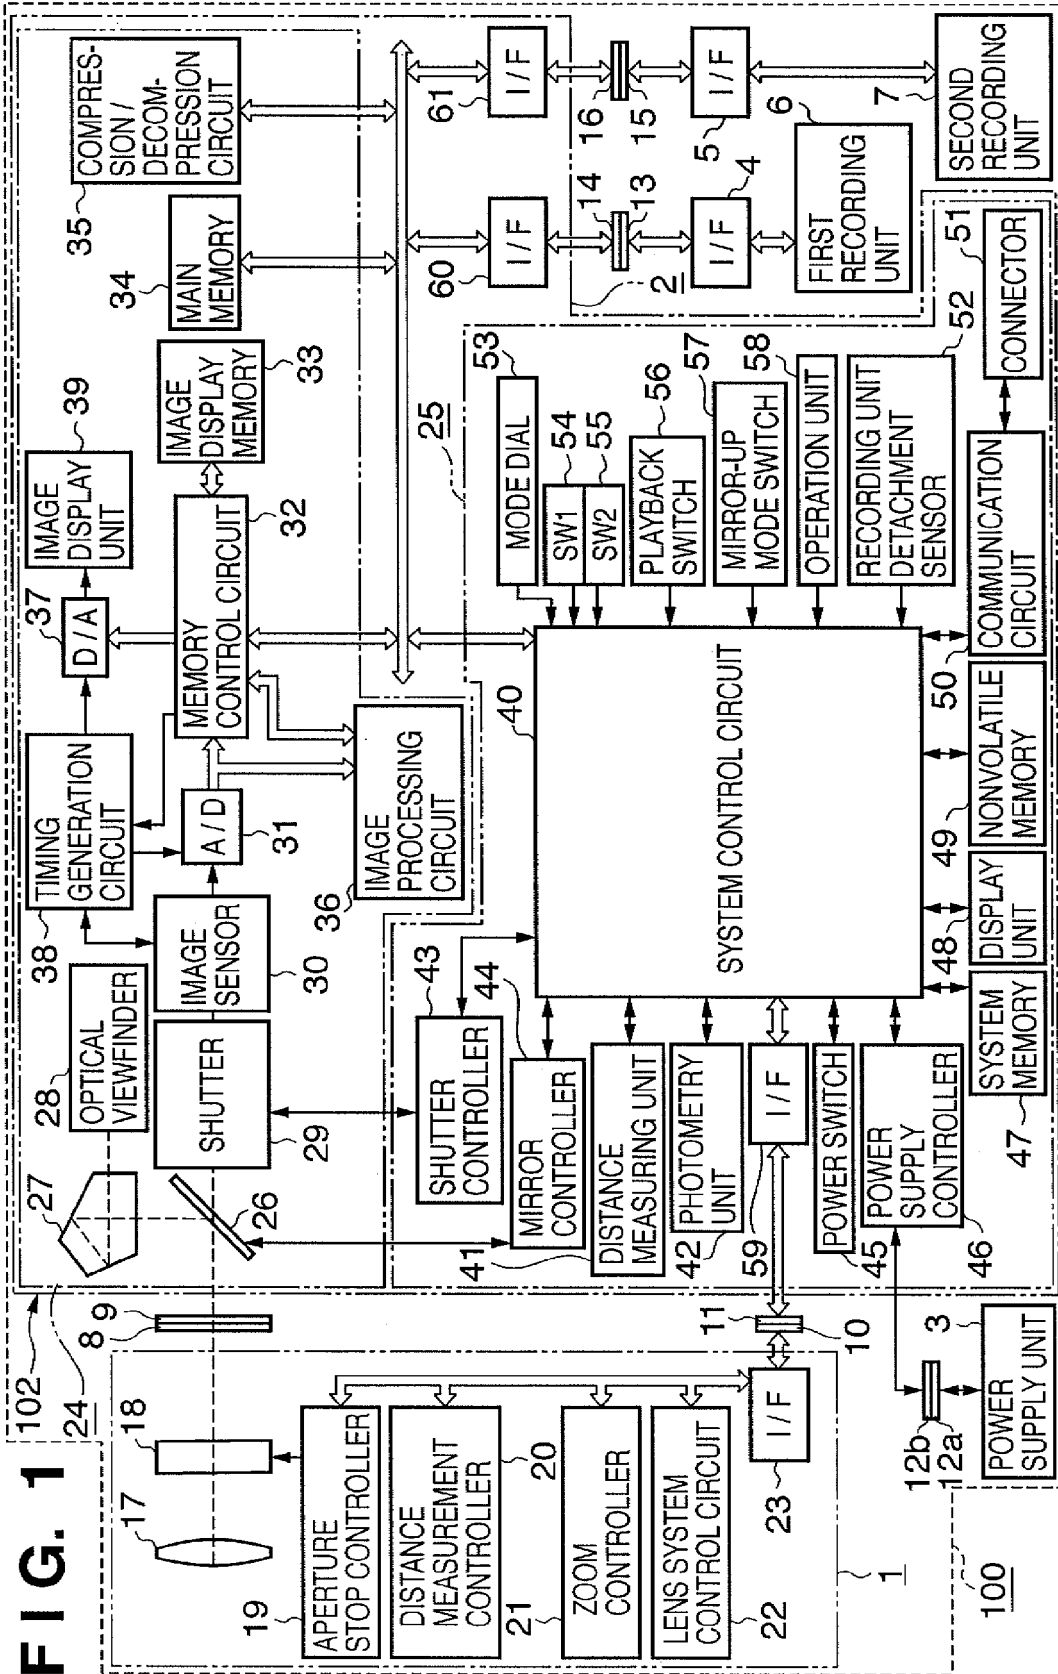 FIG. 1
102
24
17
18
8
9
27
26
28
OPTICAL
VIEWFINDER
SHUTTER
29
38
TIMING
GENERATION
CIRCUIT
IMAGE
SENSOR
30
A/D
31
37
D/A
IMAGE
DISPLAY
UNIT
39
MEMORY
CONTROL CIRCUIT
32
IMAGE
DISPLAY
MEMORY
33
34
MAIN
MEMORY
35
COMPRES-
SION/
DECOM-
PRESSION
CIRCUIT
36
IMAGE
PROCESSING
CIRCUIT
19
APERTURE
STOP CONTROLLER
DISTANCE
MEASUREMENT
CONTROLLER
20
21
ZOOM
CONTROLLER
LENS SYSTEM
CONTROL CIRCUIT
22
I/F
23
1
100
11
10
12b
12a
3
POWER
SUPPLY UNIT
SHUTTER
CONTROLLER
43
MIRROR
CONTROLLER
44
41
DISTANCE
MEASURING UNIT
PHOTOMETRY
UNIT
42
I/F
59
POWER SWITCH
45
POWER
SUPPLY
CONTROLLER
46
40
SYSTEM CONTROL CIRCUIT
25
MODE DIAL
53
SW1
54
SW2
55
PLAYBACK
SWITCH
56
MIRROR-UP
MODE SWITCH
57
OPERATION UNIT
58
RECORDING UNIT
DETACHMENT
SENSOR
52
SYSTEM
MEMORY
47
DISPLAY
UNIT
48
NONVOLATILE
MEMORY
49
COMMUNICATION
CIRCUIT
50
CONNECTOR
51
60
I/F
61
I/F
2
14
13
16
15
I/F
4
I/F
5
FIRST
RECORDING
UNIT
6
SECOND
RECORDING
UNIT
7